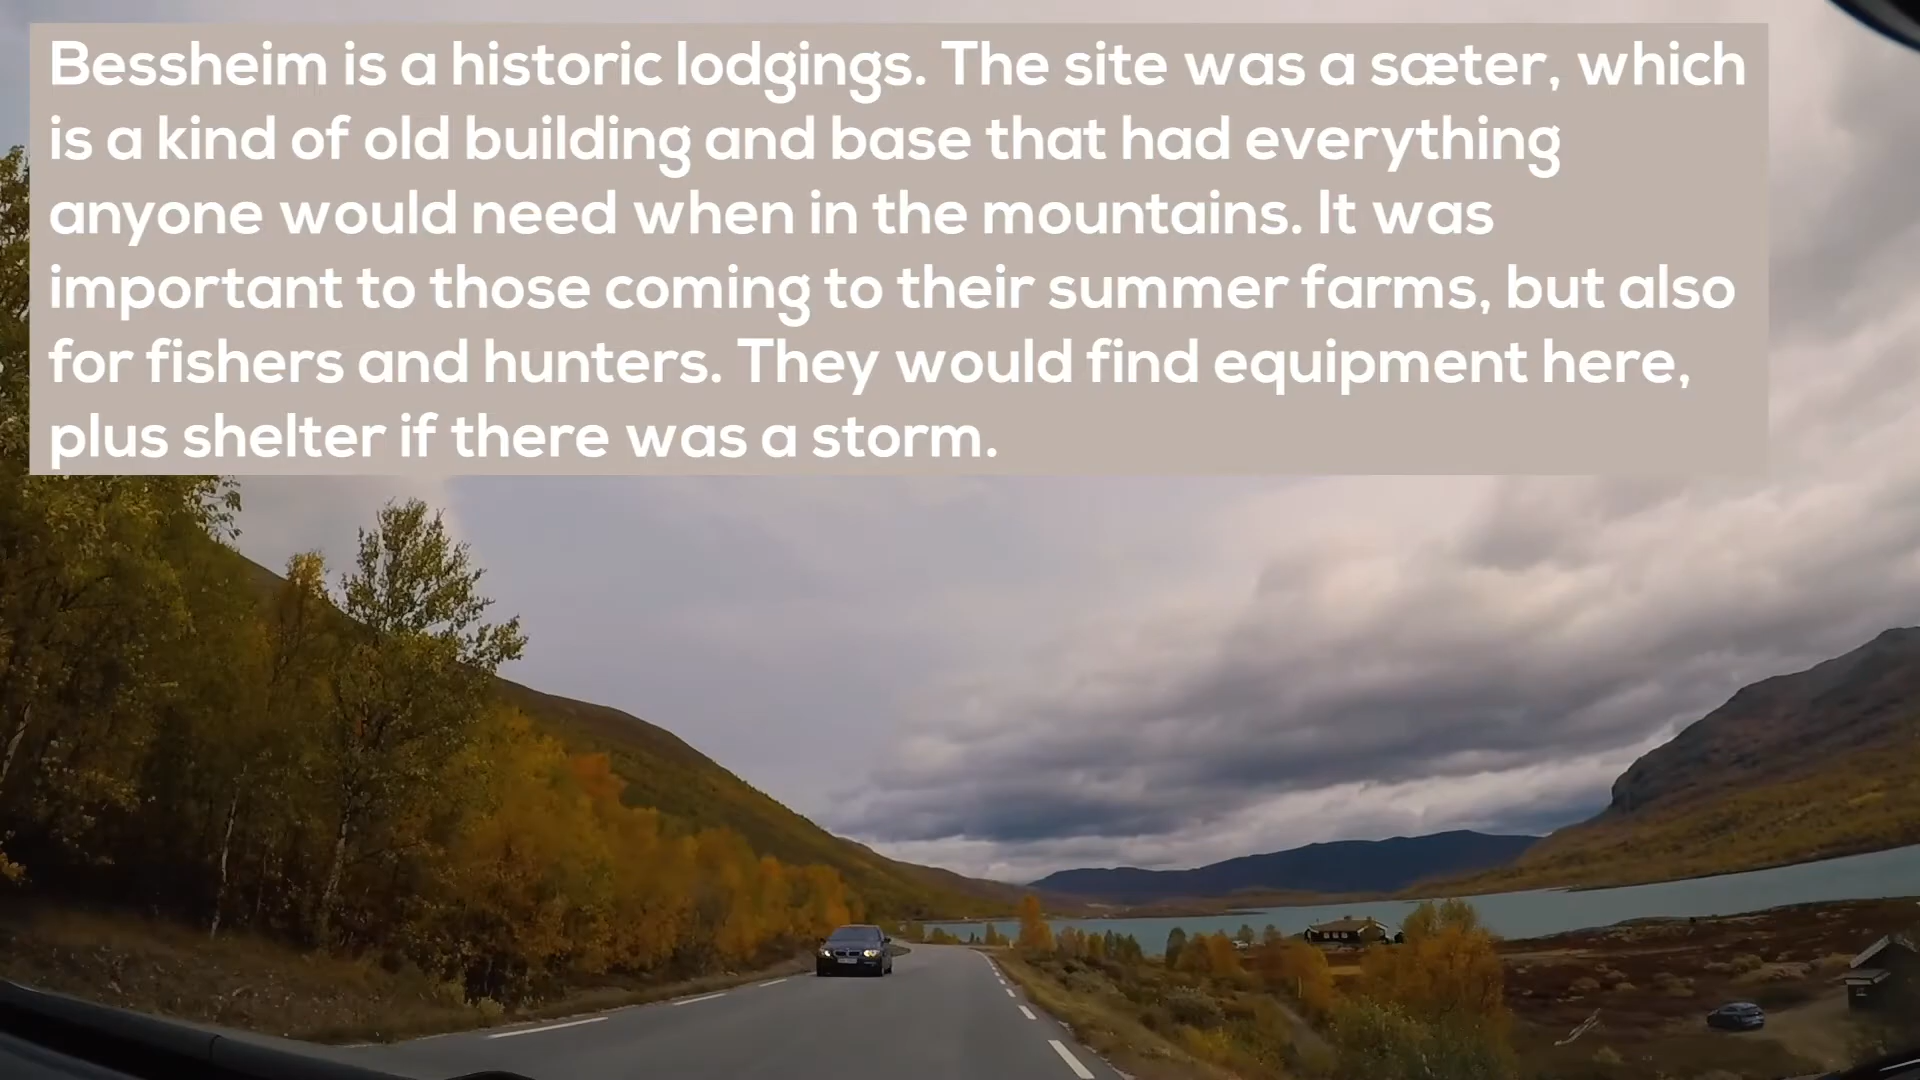 Bessheim is a historic lodgings. The site was a sæter, which
is a kind of old building and base that had everything
anyone would need when in the mountains. It was
important to those coming to their summer farms, but also
for fishers and hunters. They would find equipment here,
plus shelter if there was a storm.